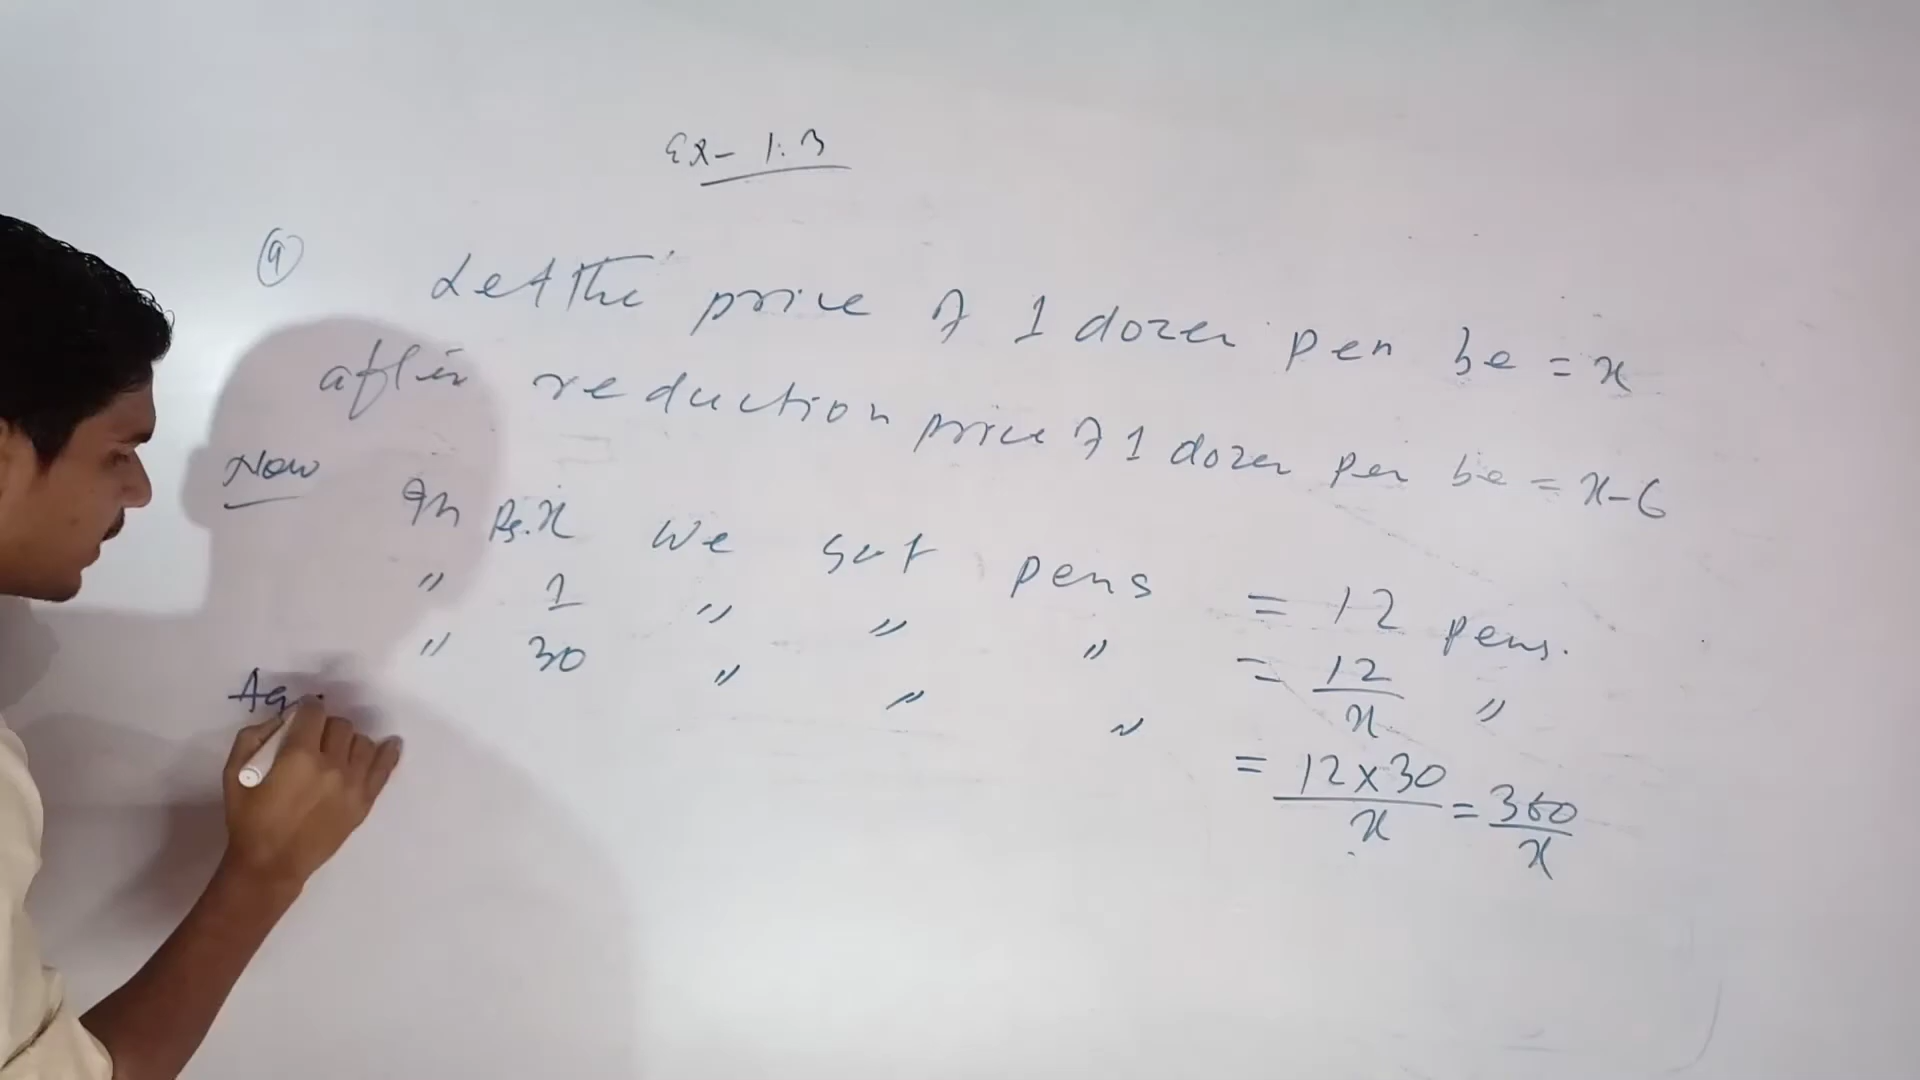 Ex- 1.3
9 Let the price of 1 dozen pen be = x
after reduction price of 1 dozen pen be = x-6
Now In Rs. x we get pens = 12 pens.
" 1 " " " = 12/x "
" 30 " " " = 12×30/x = 360/x
Ag